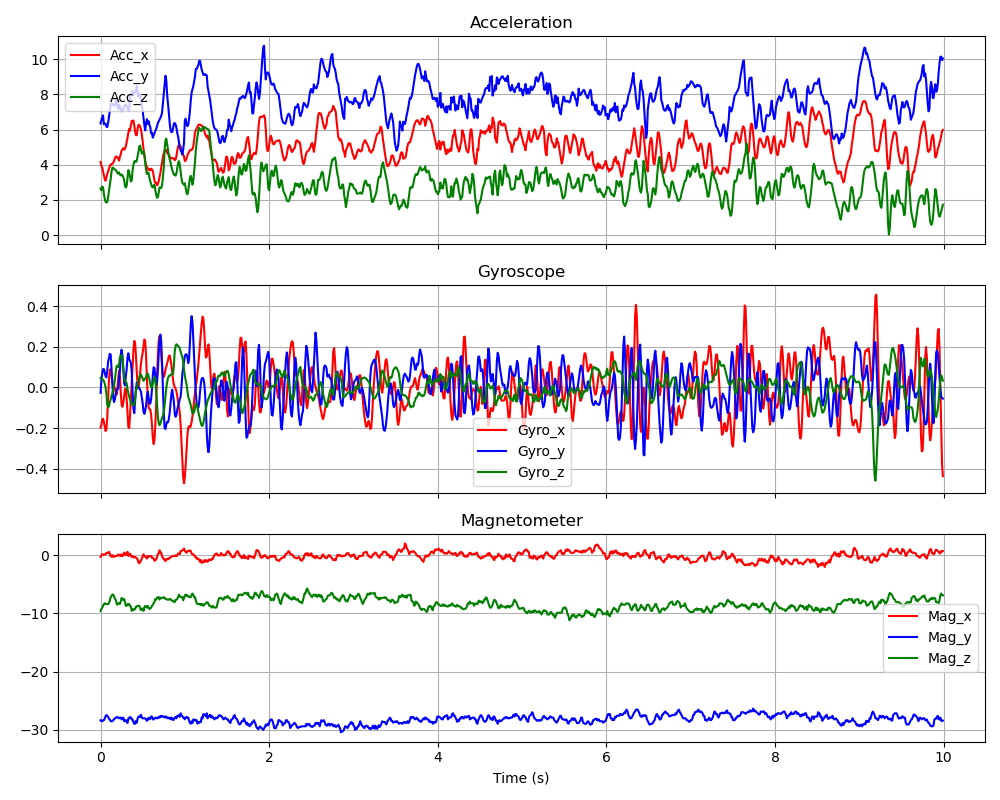 Acceleration
10
8
6
4
2
0
Acc_x
Acc_y
Acc_z
Gyroscope
0.4
0.2
0.0
−0.2
−0.4
Gyro_x
Gyro_y
Gyro_z
Magnetometer
0
−10
−20
−30
Mag_x
Mag_y
Mag_z
0 2 4 6 8 10
Time (s)